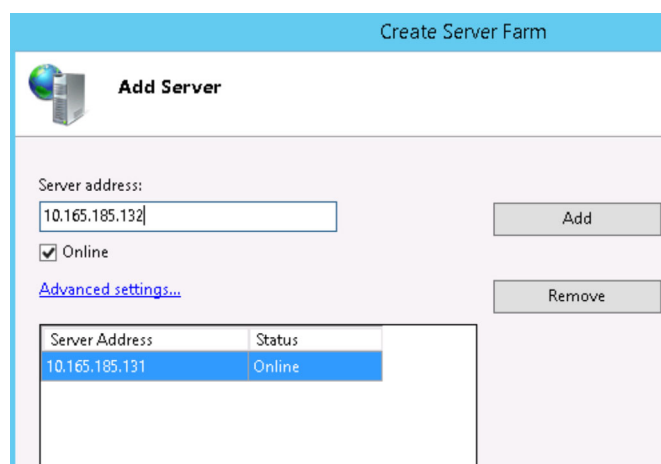 Create Server Farm
Add Server
Server address:
10.165.185.132
Add
Online
Advanced settings...
Remove
Server Address Status
10.165.185.131 Online